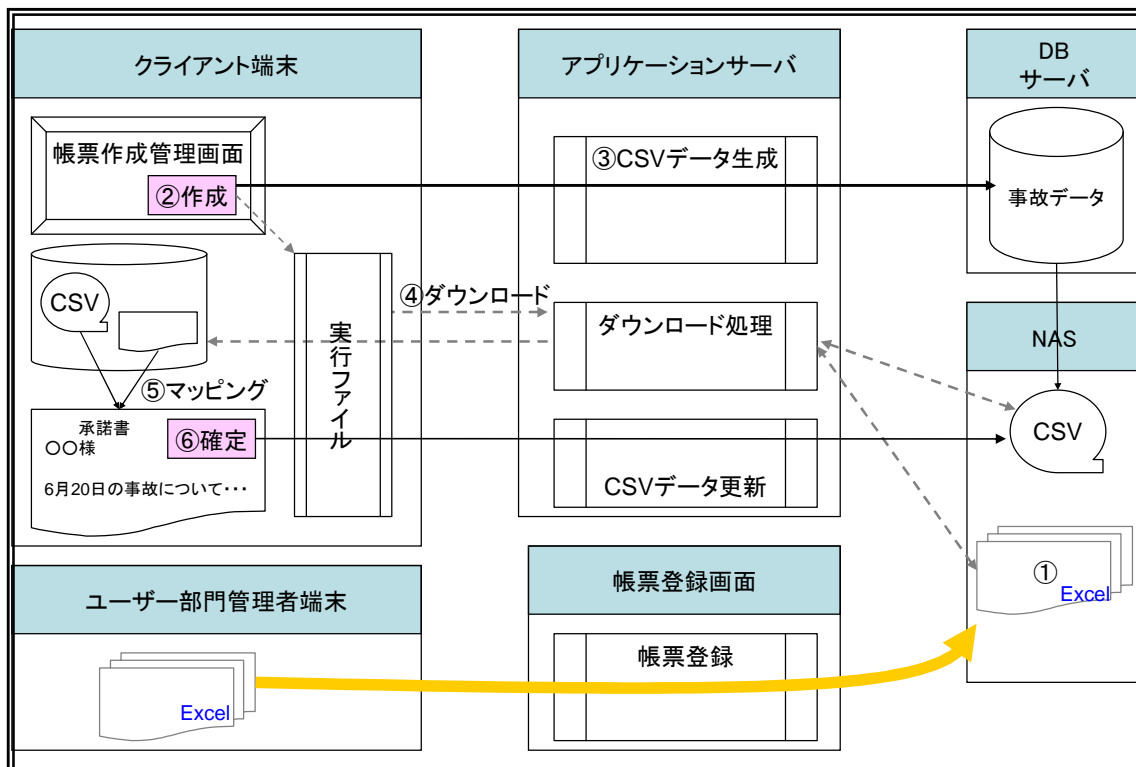 クライアント端末
帳票作成管理画面
②作成
CSV
⑤マッピング
承諾書
〇〇様
⑥確定
6月20日の事故について・・・
実行ファイル
④ダウンロード
アプリケーションサーバ
③CSVデータ生成
ダウンロード処理
CSVデータ更新
DB
サーバ
事故データ
NAS
CSV
①
Excel
ユーザー部門管理者端末
Excel
帳票登録画面
帳票登録